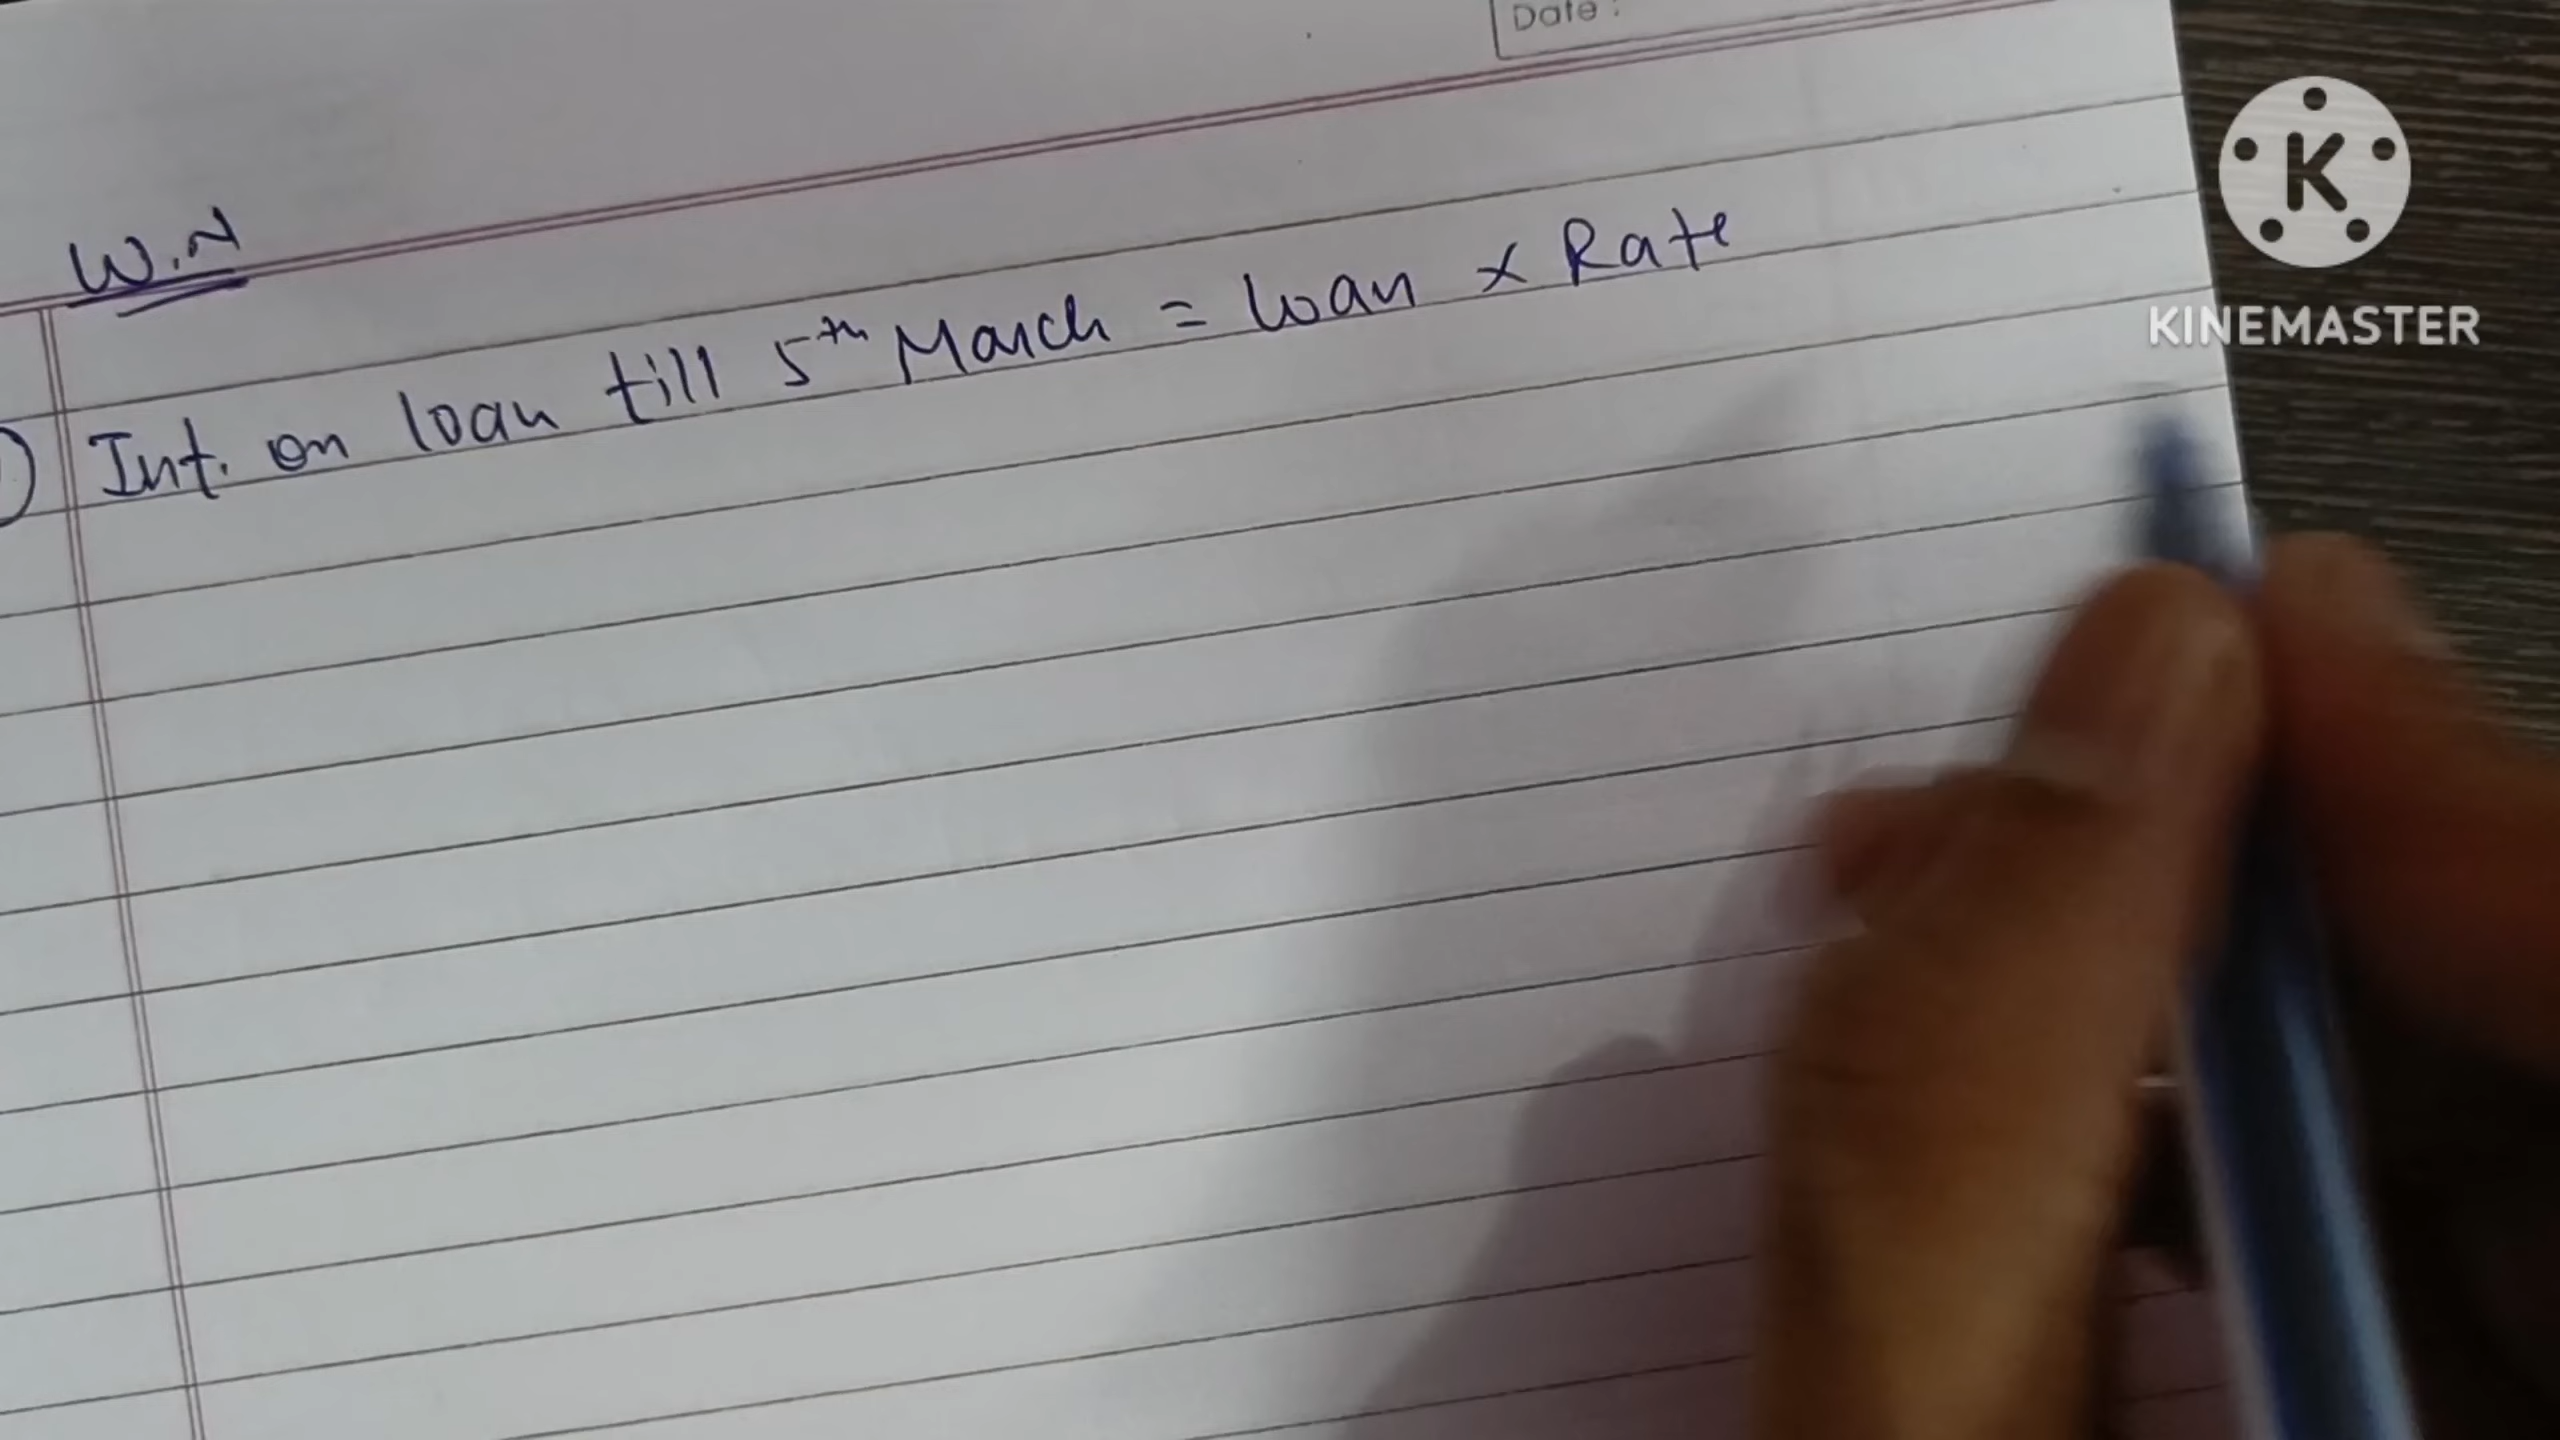 Date :
W.N
) Int. on loan till 5th March = loan x Rate
K
KINEMASTER